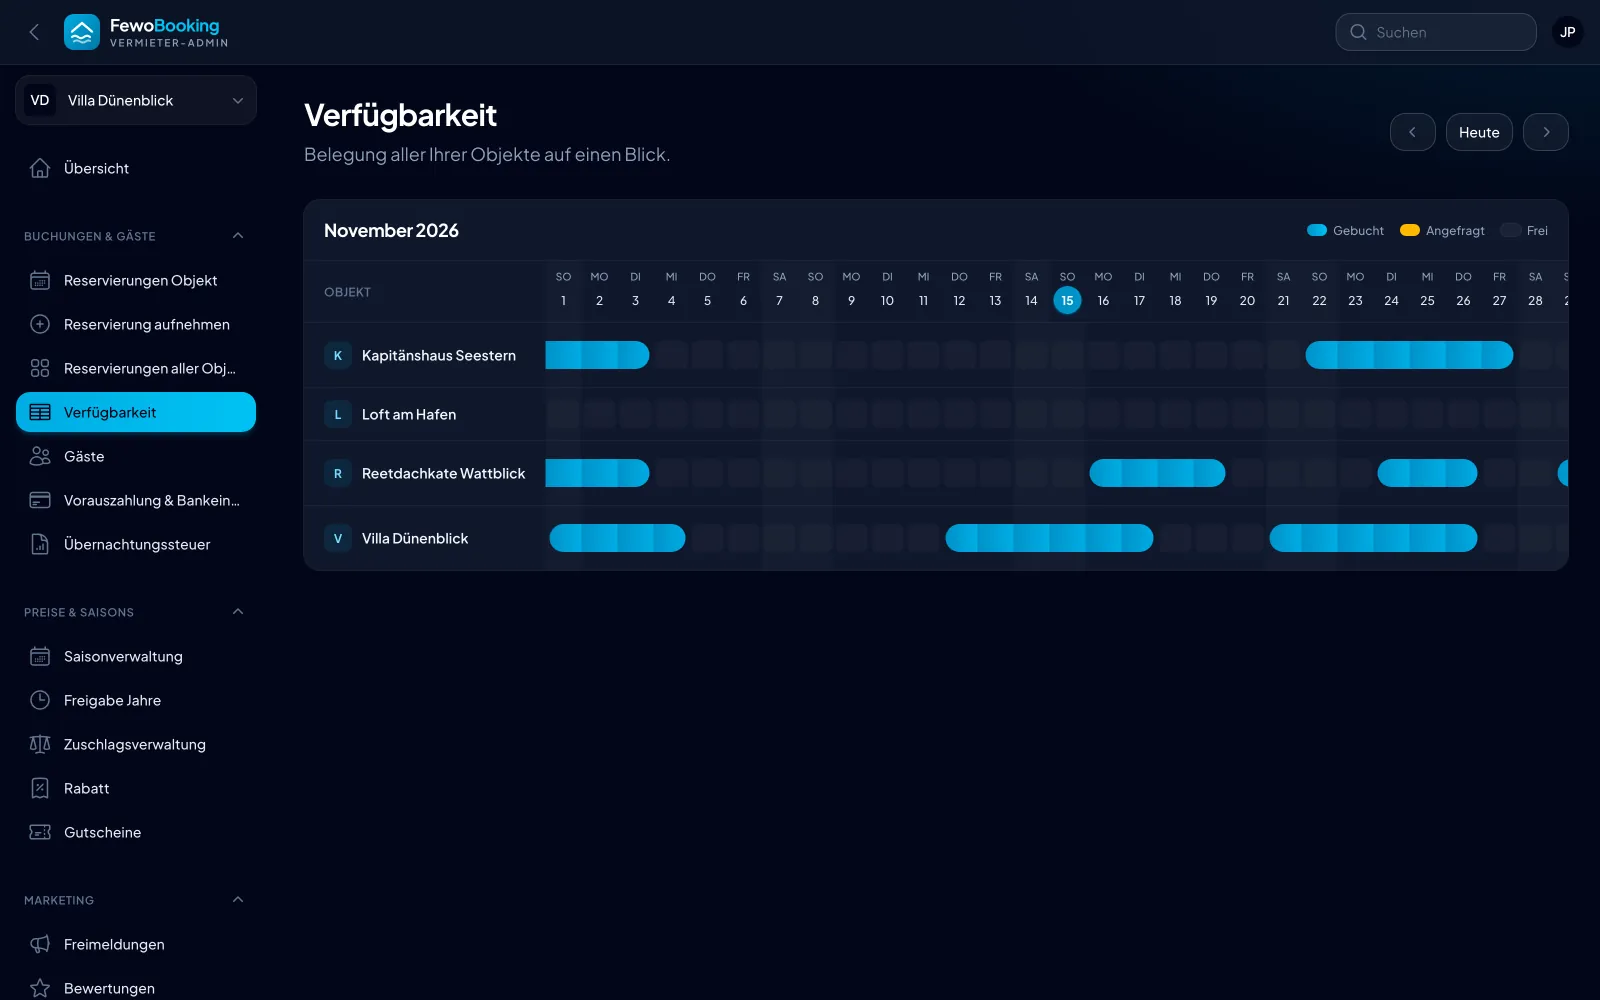 FewoBooking
VERMIETER-ADMIN
Suchen
JP
VD Villa Dünenblick
Übersicht
BUCHUNGEN & GÄSTE
Reservierungen Objekt
Reservierung aufnehmen
Reservierungen aller Obj...
Verfügbarkeit
Gäste
Vorauszahlung & Bankein...
Übernachtungssteuer
PREISE & SAISONS
Saisonverwaltung
Freigabe Jahre
Zuschlagsverwaltung
Rabatt
Gutscheine
MARKETING
Freimeldungen
Bewertungen
Verfügbarkeit
Belegung aller Ihrer Objekte auf einen Blick.
Heute
November 2026
Gebucht Angefragt Frei
OBJEKT
SO MO DI MI DO FR SA SO MO DI MI DO FR SA SO MO DI MI DO FR SA SO MO DI MI DO FR SA
1 2 3 4 5 6 7 8 9 10 11 12 13 14 15 16 17 18 19 20 21 22 23 24 25 26 27 28
K Kapitänshaus Seestern
L Loft am Hafen
R Reetdachkate Wattblick
V Villa Dünenblick